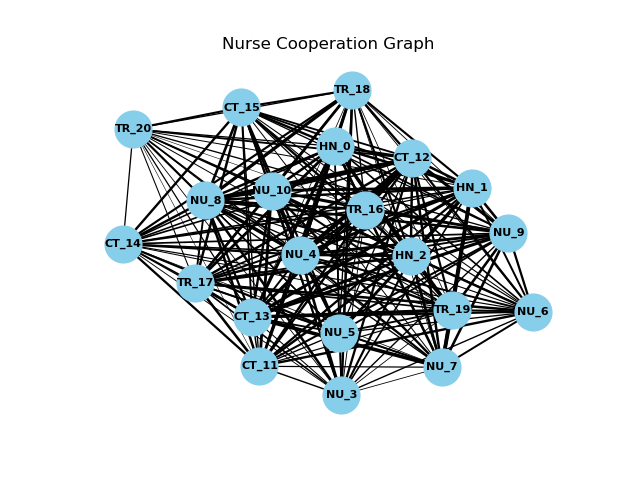 Nurse Cooperation Graph
TR_18
CT_15
TR_20
HN_0
CT_12
HN_1
NU_10
NU_8
TR_16
NU_9
CT_14
NU_4
HN_2
TR_17
TR_19
NU_6
CT_13
NU_5
CT_11
NU_7
NU_3